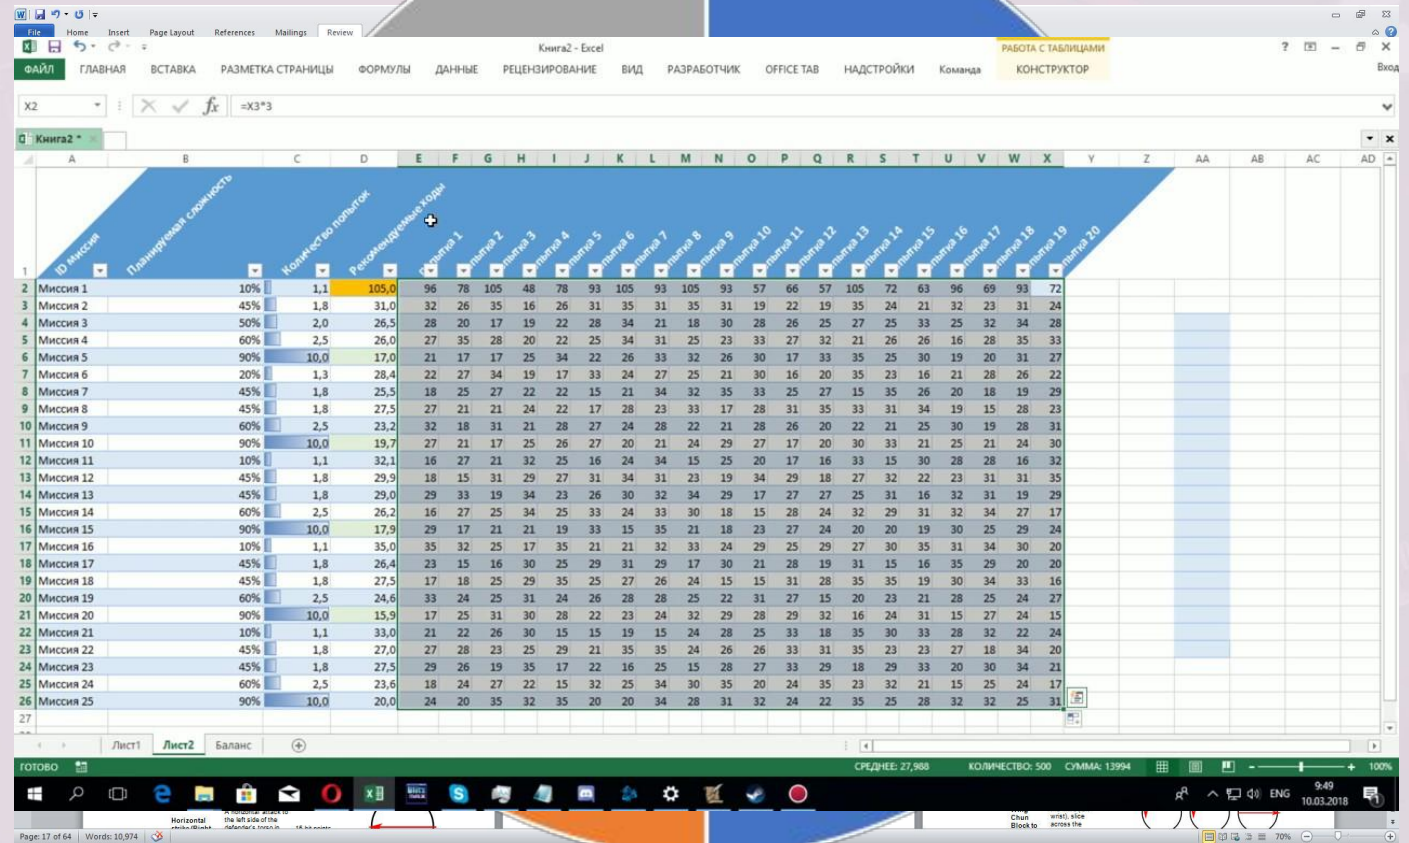 File Home Insert Page Layout References Mailings Review
Книга2 - Excel
РАБОТА С ТАБЛИЦАМИ
ФАЙЛ ГЛАВНАЯ ВСТАВКА РАЗМЕТКА СТРАНИЦЫ ФОРМУЛЫ ДАННЫЕ РЕЦЕНЗИРОВАНИЕ ВИД РАЗРАБОТЧИК OFFICE TAB НАДСТРОЙКИ Команда КОНСТРУКТОР Вход
X2 fx =X3*3
Книга2 *
A B C D E F G H I J K L M N O P Q R S T U V W X Y Z AA AB AC AD
1 ID Миссия Планируемая сложность Количество попыток Рекомендуемые ходы
2 Миссия 1 10% 1,1 105,0 96 78 105 48 78 93 105 93 105 93 57 66 57 105 72 63 96 69 93 72
3 Миссия 2 45% 1,8 31,0 32 26 35 16 26 31 35 31 35 31 19 22 19 35 24 21 32 23 31 24
4 Миссия 3 50% 2,0 26,5 28 20 17 19 22 28 34 21 18 30 28 26 25 27 25 33 25 32 34 28
5 Миссия 4 60% 2,5 26,0 27 35 28 20 22 25 34 31 25 23 33 27 32 21 26 26 16 28 35 33
6 Миссия 5 90% 10,0 17,0 21 17 17 25 34 22 26 33 32 26 30 17 33 35 25 30 19 20 31 27
7 Миссия 6 20% 1,3 28,4 22 27 34 19 17 33 24 27 25 21 30 16 20 35 23 16 21 28 26 22
8 Миссия 7 45% 1,8 25,5 18 25 27 22 22 15 21 34 32 35 33 25 27 15 35 26 20 18 19 29
9 Миссия 8 45% 1,8 27,5 27 21 21 24 22 17 28 23 33 17 28 31 35 33 31 34 19 15 28 23
10 Миссия 9 60% 2,5 23,2 32 18 31 21 28 27 24 28 22 21 28 26 20 22 21 25 30 19 28 31
11 Миссия 10 90% 10,0 19,7 27 21 17 25 26 27 20 21 24 29 27 17 20 30 33 21 25 21 24 30
12 Миссия 11 10% 1,1 32,1 16 27 21 32 25 16 24 34 15 25 20 17 16 33 15 30 28 28 16 32
13 Миссия 12 45% 1,8 29,9 18 15 31 29 27 31 34 31 23 19 34 29 18 27 32 22 23 31 31 35
14 Миссия 13 45% 1,8 29,0 29 33 19 34 23 26 30 32 34 29 17 27 27 25 31 16 32 31 19 29
15 Миссия 14 60% 2,5 26,2 16 27 25 34 25 33 24 33 30 18 15 28 24 32 29 31 32 34 27 17
16 Миссия 15 90% 10,0 17,9 29 17 21 21 19 33 15 35 21 18 23 27 24 20 20 19 30 25 29 24
17 Миссия 16 10% 1,1 35,0 35 32 25 17 35 21 21 32 33 24 29 25 29 27 30 35 31 34 30 20
18 Миссия 17 45% 1,8 26,4 23 15 16 30 25 29 31 29 17 30 21 28 19 31 15 16 35 29 20 20
19 Миссия 18 45% 1,8 27,5 17 18 25 29 35 25 27 26 24 15 15 31 28 35 35 19 30 34 33 16
20 Миссия 19 60% 2,5 24,6 33 24 25 31 24 26 28 28 25 22 31 27 15 20 23 21 28 25 24 27
21 Миссия 20 90% 10,0 15,9 17 25 31 30 28 22 23 24 32 29 28 29 32 16 24 31 15 27 24 15
22 Миссия 21 10% 1,1 33,0 21 22 26 30 15 15 19 15 24 28 25 33 18 35 30 33 28 32 22 24
23 Миссия 22 45% 1,8 27,0 27 28 23 25 29 21 35 35 24 26 26 33 31 35 23 23 27 18 34 20
24 Миссия 23 45% 1,8 27,5 29 26 19 35 17 22 16 25 15 28 27 33 29 18 29 33 20 30 34 21
25 Миссия 24 60% 2,5 23,6 18 24 27 22 15 32 25 34 30 35 20 24 35 23 32 21 15 25 24 17
26 Миссия 25 90% 10,0 20,0 24 20 35 32 35 20 20 34 28 31 32 24 22 35 25 28 32 32 25 31
27
Лист1 Лист2 Баланс
ГОТОВО СРЕДНЕЕ: 27,988 КОЛИЧЕСТВО: 500 СУММА: 13994 100%
ENG 9:49
10.03.2018
Horizontal the left side of the
Chun wrist), slice
Block to across the
Page: 17 of 64 Words: 10,974 70%